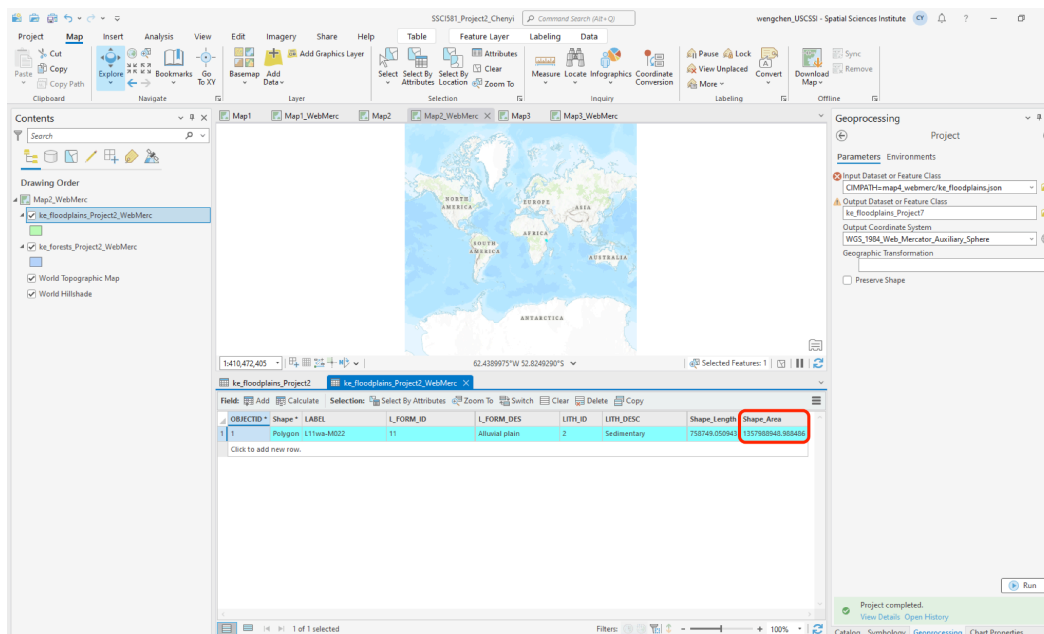 SSCI581_Project2_Chenyi
Command Search (Alt+Q)
wengchen_USCSSI - Spatial Sciences Institute
CY
?
Project Map Insert Analysis View Edit Imagery Share Help Table Feature Layer Labeling Data
Paste
Cut
Copy
Copy Path
Clipboard
Explore
Bookmarks
Go To XY
Navigate
Basemap
Add Data
Add Graphics Layer
Layer
Select
Select By Attributes
Select By Location
Attributes
Clear
Zoom To
Selection
Measure
Locate
Infographics
Coordinate Conversion
Inquiry
Pause
Lock
View Unplaced
More
Convert
Labeling
Download Map
Sync
Remove
Offline
Contents
Search
Drawing Order
Map2_WebMerc
ke_floodplains_Project2_WebMerc
ke_forests_Project2_WebMerc
World Topographic Map
World Hillshade
Map1 Map1_WebMerc Map2 Map2_WebMerc Map3 Map3_WebMerc
NORTH AMERICA
EUROPE
ASIA
AFRICA
SOUTH AMERICA
AUSTRALIA
ANTARCTICA
1:410,472,405
62.4389975°W 52.8249290°S
Selected Features: 1
ke_floodplains_Project2 ke_floodplains_Project2_WebMerc
Field: Add Calculate Selection: Select By Attributes Zoom To Switch Clear Delete Copy
OBJECTID * Shape * LABEL L_FORM_ID L_FORM_DES LITH_ID LITH_DESC Shape_Length Shape_Area
1 1 Polygon L11wa-M022 11 Alluvial plain 2 Sedimentary 758749.050943 1357988948.988486
Click to add new row.
1 of 1 selected
Filters:
100%
Geoprocessing
Project
Parameters Environments
Input Dataset or Feature Class
CIMPATH=map4_webmerc/ke_floodplains.json
Output Dataset or Feature Class
ke_floodplains_Project7
Output Coordinate System
WGS_1984_Web_Mercator_Auxiliary_Sphere
Geographic Transformation
Preserve Shape
Run
Project completed.
View Details Open History
Catalog Symbology Geoprocessing Chart Properties